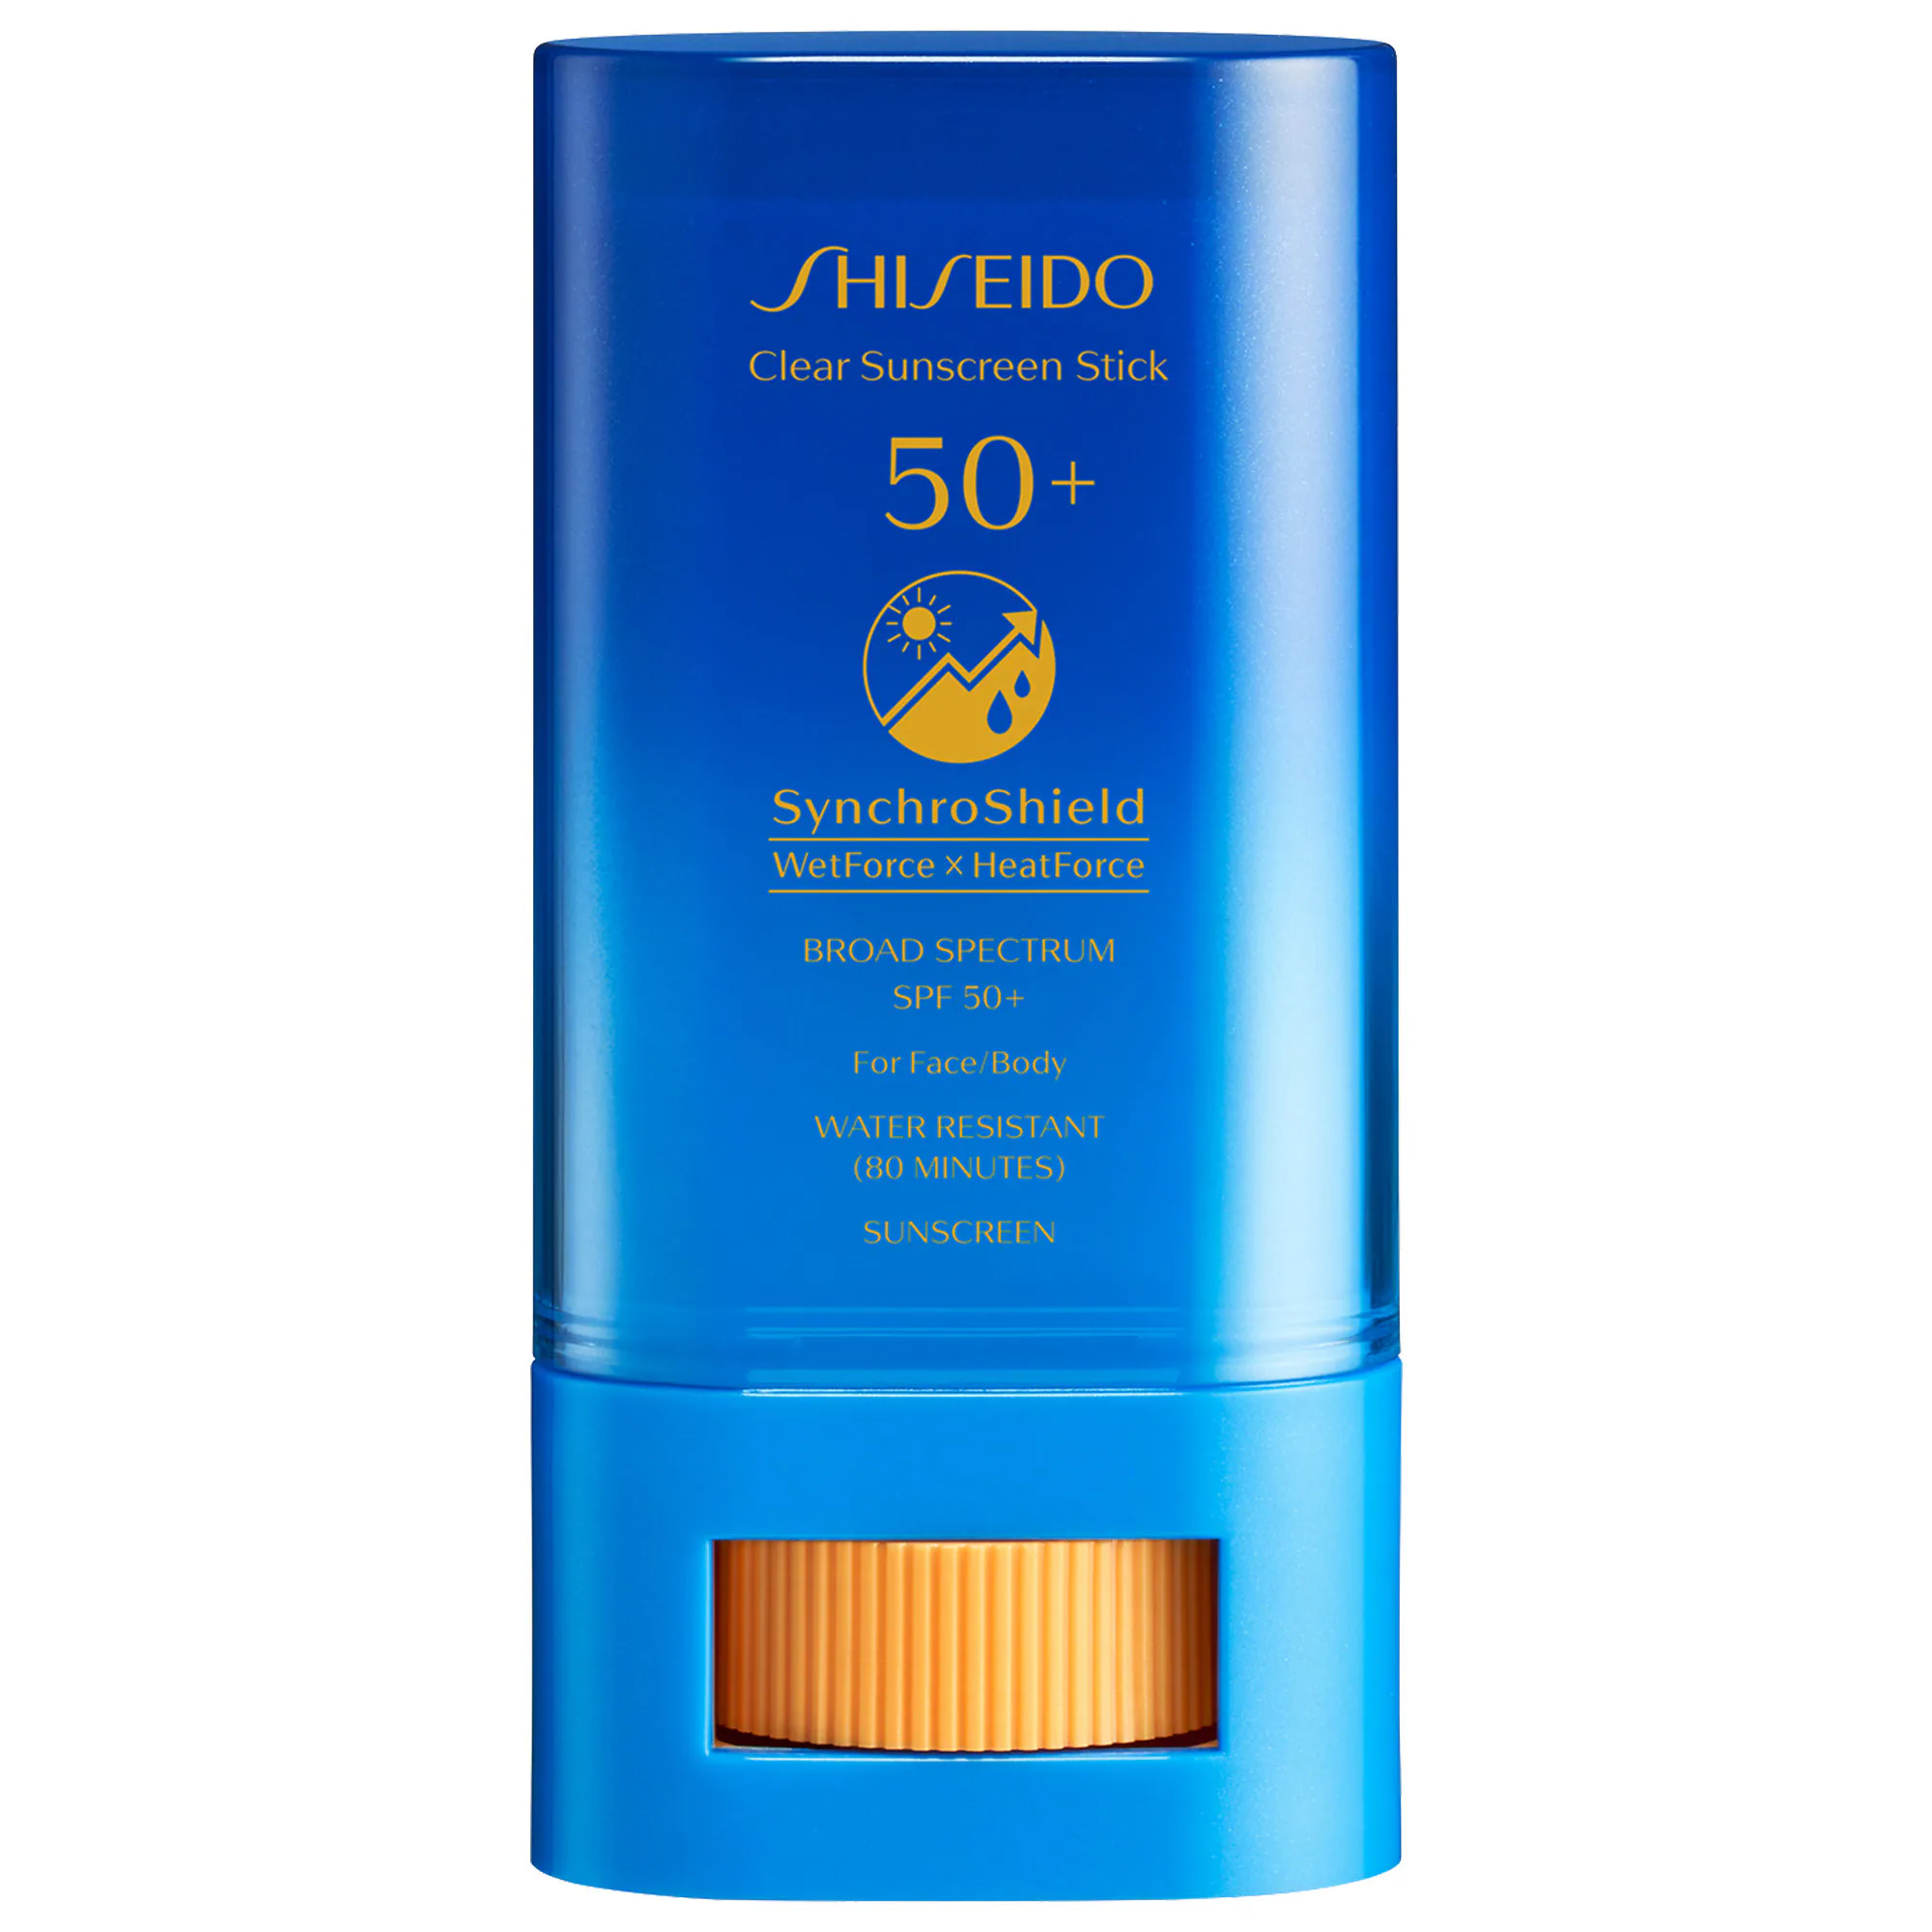 SHISEIDO
Clear Sunscreen Stick
50+
SynchroShield
WetForce x HeatForce
BROAD SPECTRUM
SPF 50+
For Face/Body
WATER RESISTANT
(80 MINUTES)
SUNSCREEN